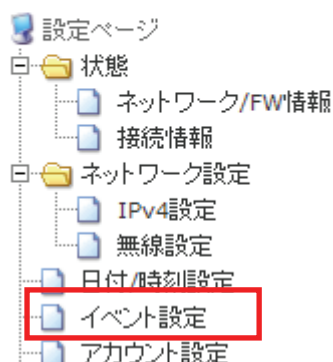 設定ページ
状態
ネットワーク/FW情報
接続情報
ネットワーク設定
IPv4設定
無線設定
日付/時刻設定
イベント設定
アカウント設定